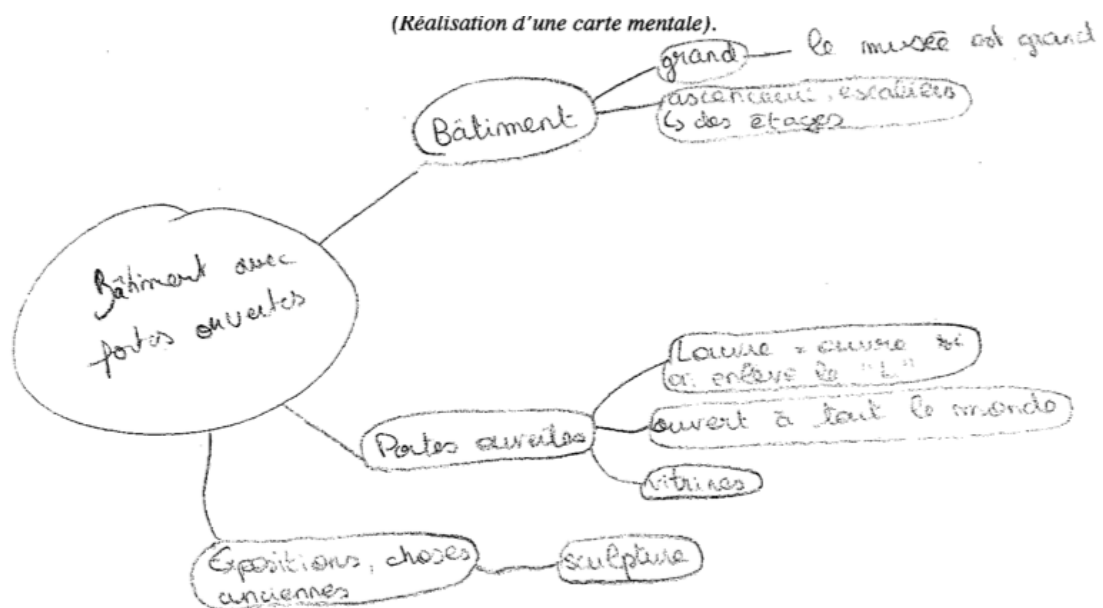 (Réalisation d'une carte mentale).
grand
le musée est grand
ascenceur, escaliers
↳ des étages
Bâtiment
Bâtiment avec
portes ouvertes
Louvre = ouvre si
on enlève le "L"
ouvert à tout le monde
Portes ouvertes
vitrines
Expositions, choses
anciennes
sculpture